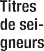 Titres
de sei-
gneurs